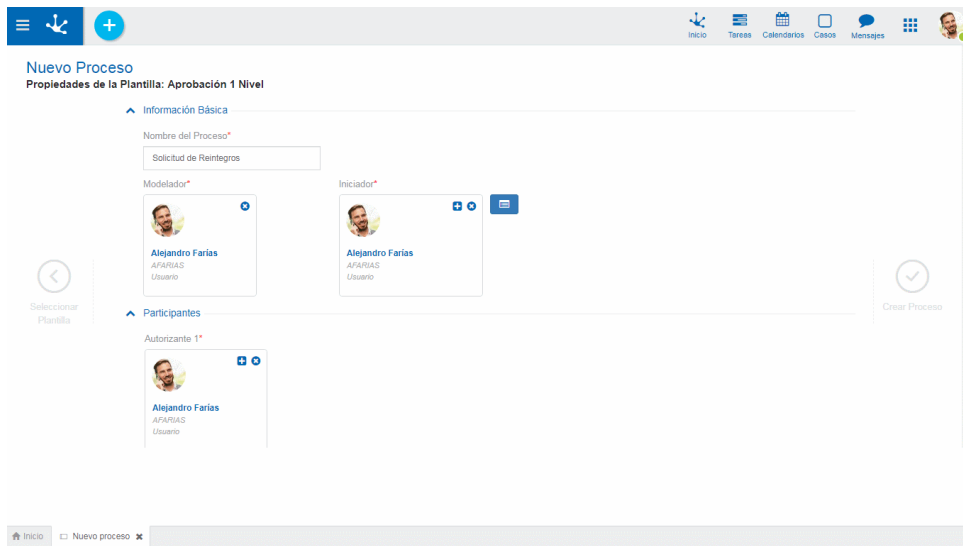 Inicio
Tareas
Calendarios
Casos
Mensajes
Nuevo Proceso
Propiedades de la Plantilla: Aprobación 1 Nivel
Información Básica
Nombre del Proceso*
Solicitud de Reintegros
Modelador*
Iniciador*
Alejandro Farías
AFARIAS
Usuario
Alejandro Farías
AFARIAS
Usuario
Seleccionar
Plantilla
Crear Proceso
Participantes
Autorizante 1*
Alejandro Farías
AFARIAS
Usuario
Inicio
Nuevo proceso